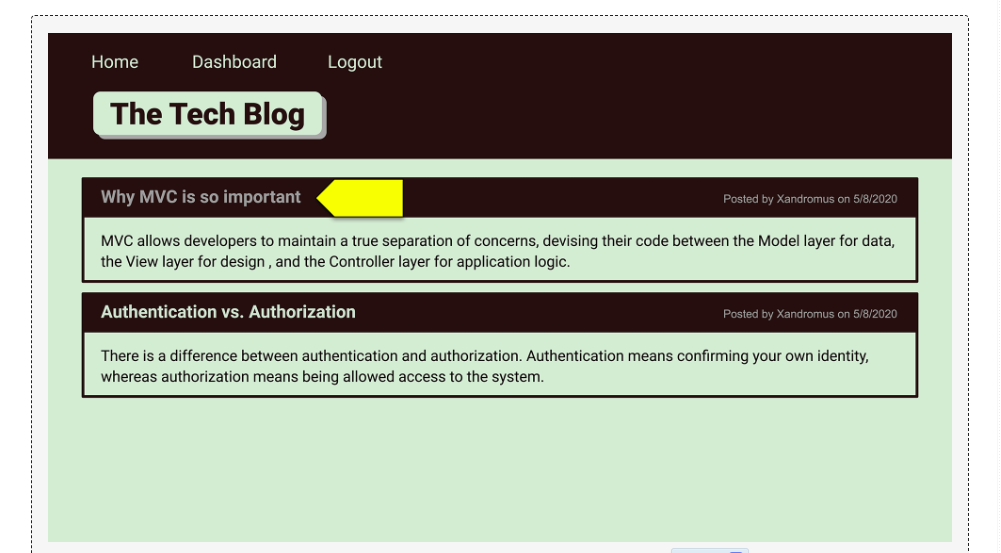 Home Dashboard Logout
The Tech Blog
Why MVC is so important Posted by Xandromus on 5/8/2020
MVC allows developers to maintain a true separation of concerns, devising their code between the Model layer for data,
the View layer for design , and the Controller layer for application logic.
Authentication vs. Authorization Posted by Xandromus on 5/8/2020
There is a difference between authentication and authorization. Authentication means confirming your own identity,
whereas authorization means being allowed access to the system.